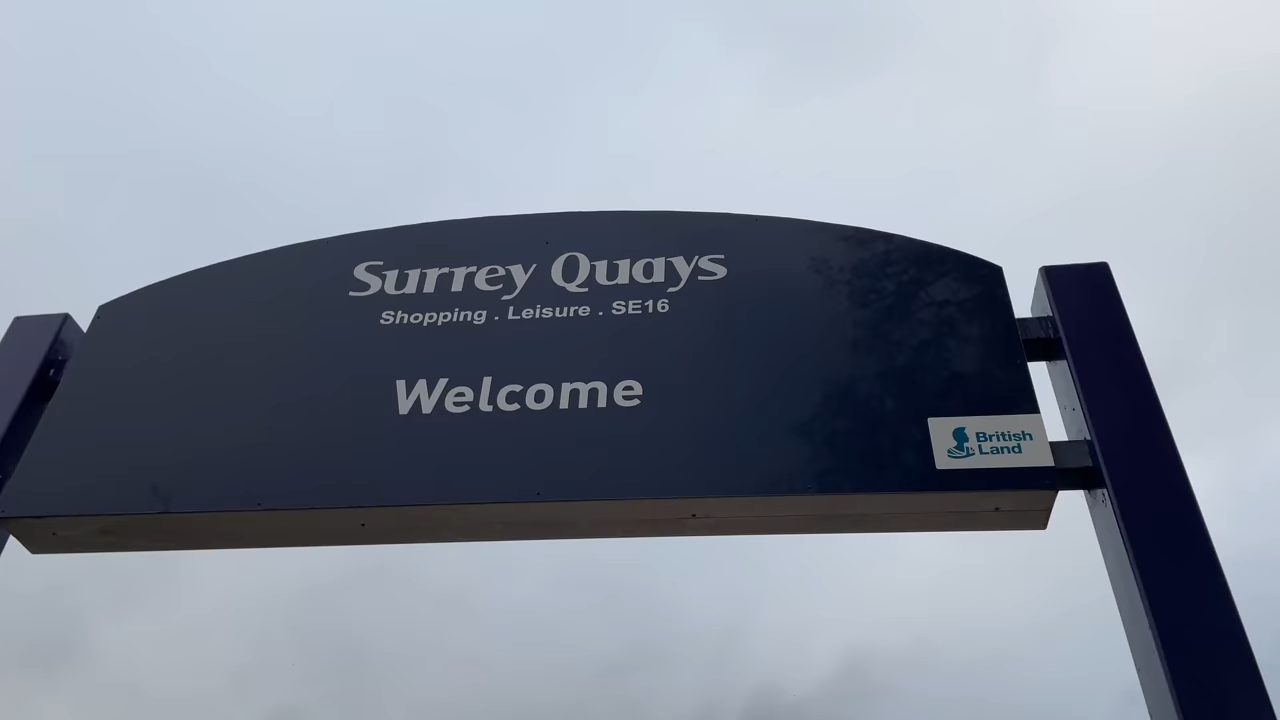 Surrey Quays
Shopping . Leisure . SE16
Welcome
British
Land